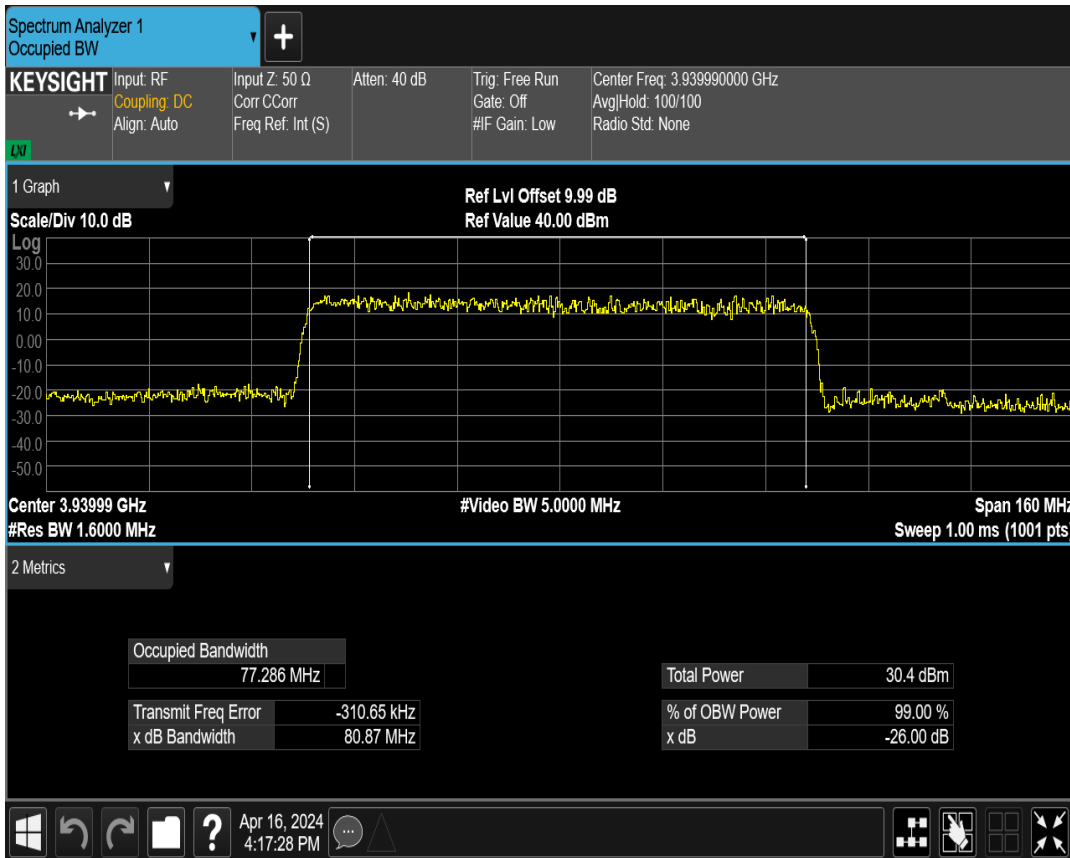 Spectrum Analyzer 1
Occupied BW
+
KEYSIGHT
LXI
Input: RF
Coupling: DC
Align: Auto
Input Z: 50 Ω
Corr CCorr
Freq Ref: Int (S)
Atten: 40 dB
Trig: Free Run
Gate: Off
#IF Gain: Low
Center Freq: 3.939990000 GHz
Avg|Hold: 100/100
Radio Std: None
1 Graph
Scale/Div 10.0 dB
Ref Lvl Offset 9.99 dB
Ref Value 40.00 dBm
Log
30.0
20.0
10.0
0.00
-10.0
-20.0
-30.0
-40.0
-50.0
Center 3.93999 GHz
#Video BW 5.0000 MHz
Span 160 MHz
#Res BW 1.6000 MHz
Sweep 1.00 ms (1001 pts)
2 Metrics
Occupied Bandwidth
77.286 MHz
Total Power 30.4 dBm
Transmit Freq Error -310.65 kHz
% of OBW Power 99.00 %
x dB Bandwidth 80.87 MHz
x dB -26.00 dB
?
Apr 16, 2024
4:17:28 PM